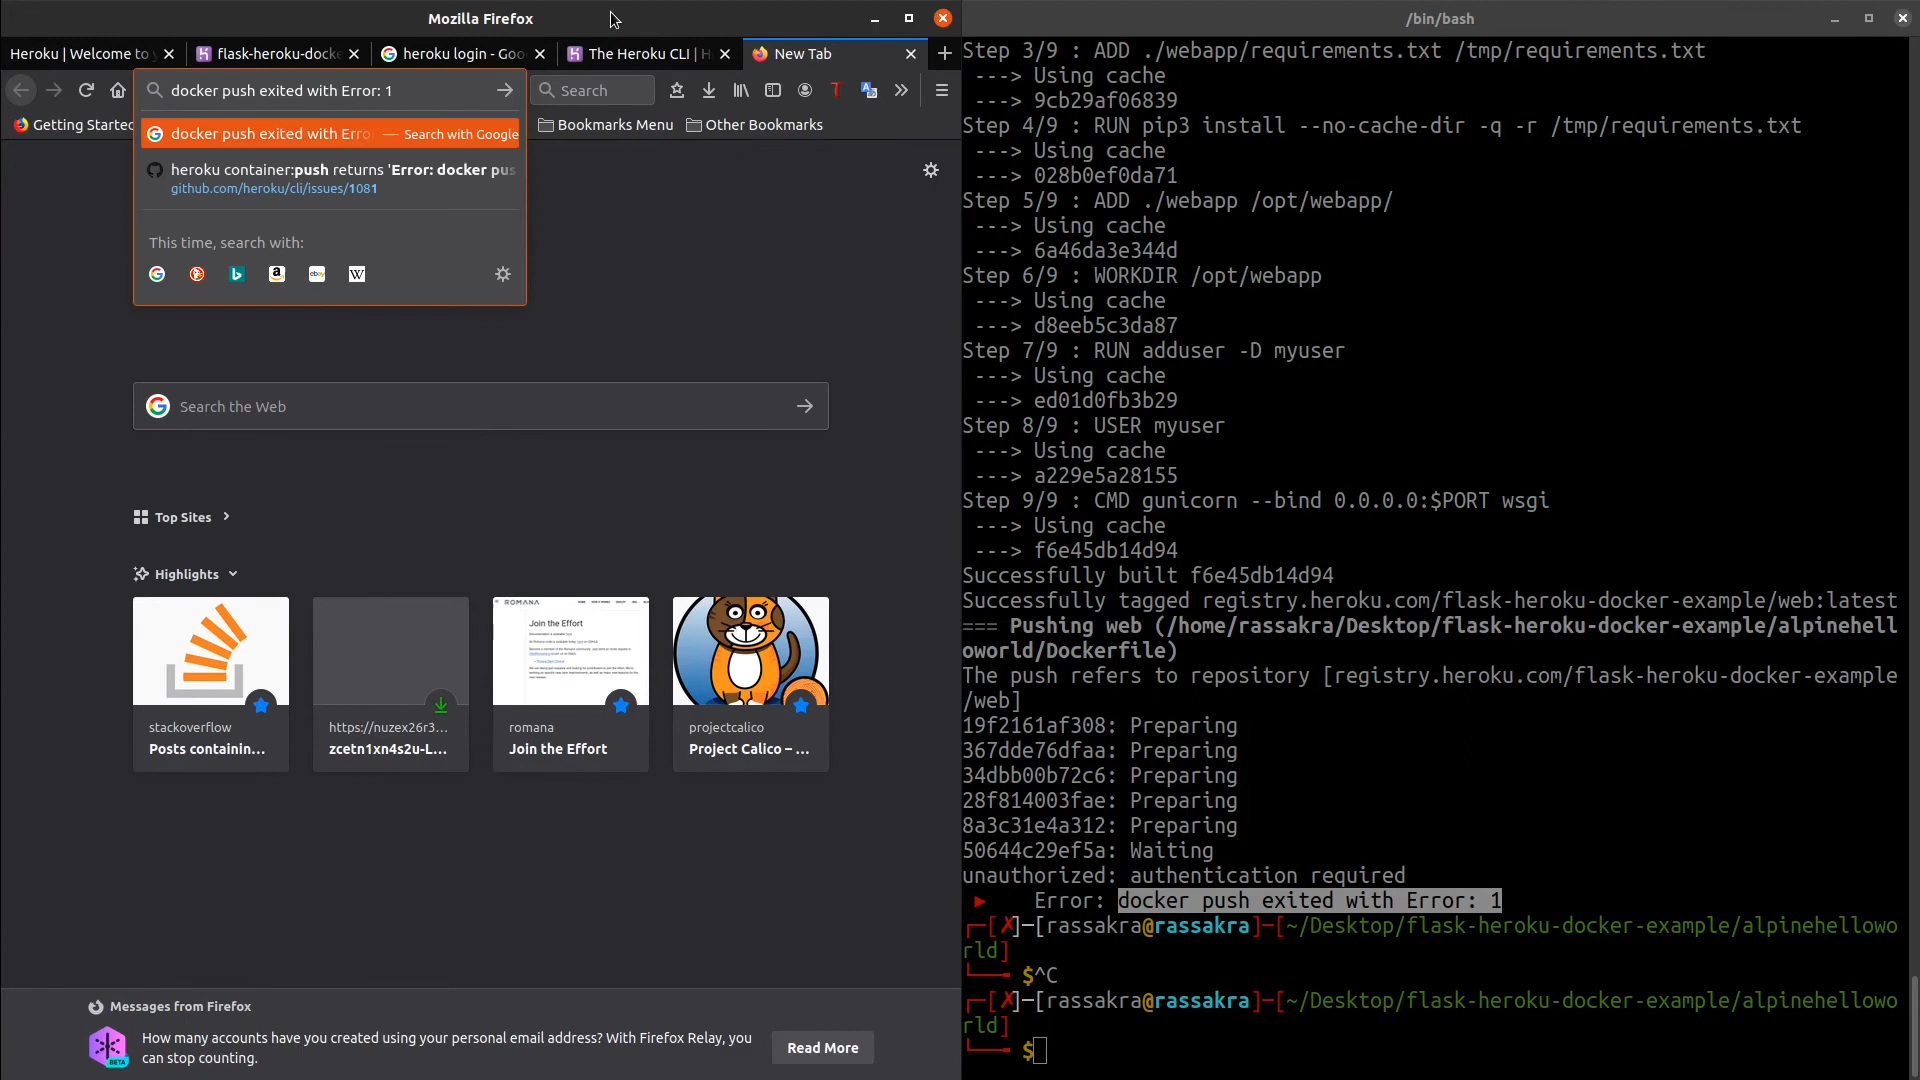 Mozilla Firefox
Heroku | Welcome to y
flask-heroku-docke
heroku login - Goo
The Heroku CLI | H
New Tab
docker push exited with Error: 1
Search
Getting Started
Bookmarks Menu
Other Bookmarks
docker push exited with Erro — Search with Google
heroku container:push returns 'Error: docker pus
github.com/heroku/cli/issues/1081
This time, search with:
Search the Web
Top Sites
Highlights
ROMANA
Join the Effort
stackoverflow
Posts containin...
https://nuzex26r3...
zcetn1xn4s2u-L...
romana
Join the Effort
projectcalico
Project Calico – ...
Messages from Firefox
How many accounts have you created using your personal email address? With Firefox Relay, you
can stop counting.
BETA
Read More
/bin/bash
Step 3/9 : ADD ./webapp/requirements.txt /tmp/requirements.txt
---> Using cache
---> 9cb29af06839
Step 4/9 : RUN pip3 install --no-cache-dir -q -r /tmp/requirements.txt
---> Using cache
---> 028b0ef0da71
Step 5/9 : ADD ./webapp /opt/webapp/
---> Using cache
---> 6a46da3e344d
Step 6/9 : WORKDIR /opt/webapp
---> Using cache
---> d8eeb5c3da87
Step 7/9 : RUN adduser -D myuser
---> Using cache
---> ed01d0fb3b29
Step 8/9 : USER myuser
---> Using cache
---> a229e5a28155
Step 9/9 : CMD gunicorn --bind 0.0.0.0:$PORT wsgi
---> Using cache
---> f6e45db14d94
Successfully built f6e45db14d94
Successfully tagged registry.heroku.com/flask-heroku-docker-example/web:latest
=== Pushing web (/home/rassakra/Desktop/flask-heroku-docker-example/alpinehell
oworld/Dockerfile)
The push refers to repository [registry.heroku.com/flask-heroku-docker-example
/web]
19f2161af308: Preparing
367dde76dfaa: Preparing
34dbb00b72c6: Preparing
28f814003fae: Preparing
8a3c31e4a312: Preparing
50644c29ef5a: Waiting
unauthorized: authentication required
▸ Error: docker push exited with Error: 1
┌─[✗]─[rassakra@rassakra]─[~/Desktop/flask-heroku-docker-example/alpinehellowo
rld]
└──╼ $^C
┌─[✗]─[rassakra@rassakra]─[~/Desktop/flask-heroku-docker-example/alpinehellowo
rld]
└──╼ $